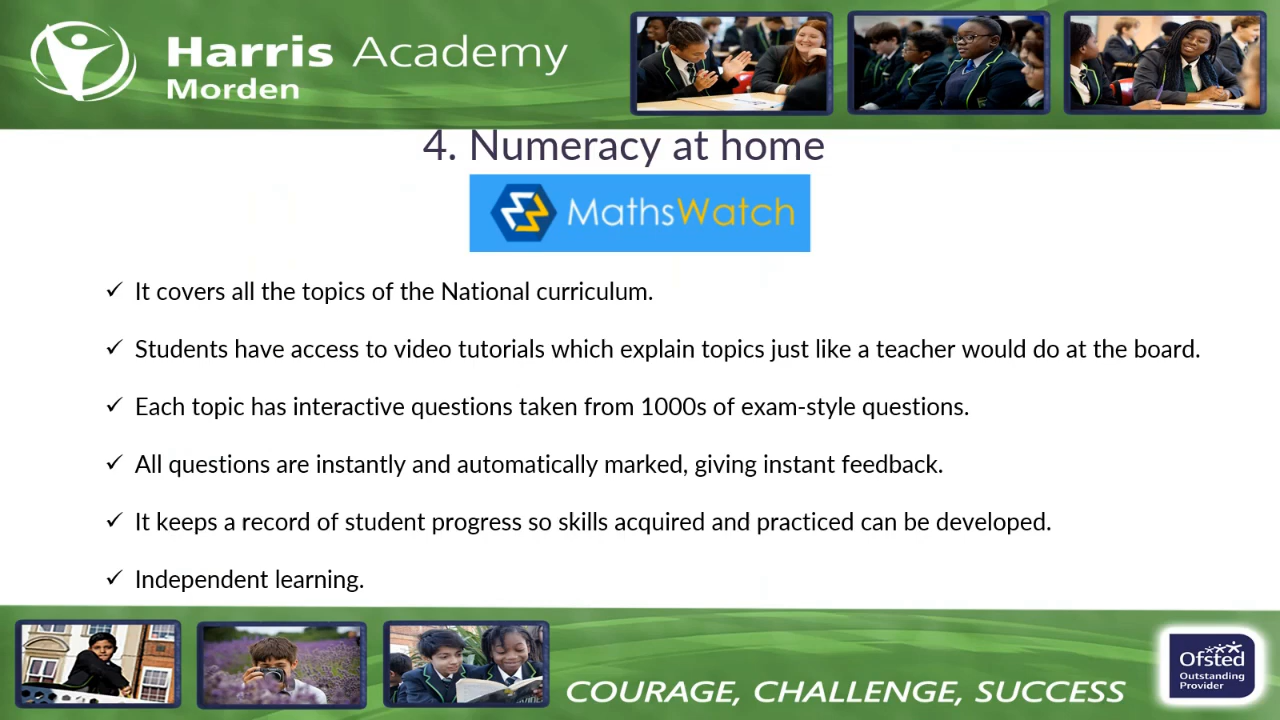 Harris Academy
Morden
4. Numeracy at home
MathsWatch
✓ It covers all the topics of the National curriculum.
✓ Students have access to video tutorials which explain topics just like a teacher would do at the board.
✓ Each topic has interactive questions taken from 1000s of exam-style questions.
✓ All questions are instantly and automatically marked, giving instant feedback.
✓ It keeps a record of student progress so skills acquired and practiced can be developed.
✓ Independent learning.
COURAGE, CHALLENGE, SUCCESS
Ofsted
Outstanding
Provider